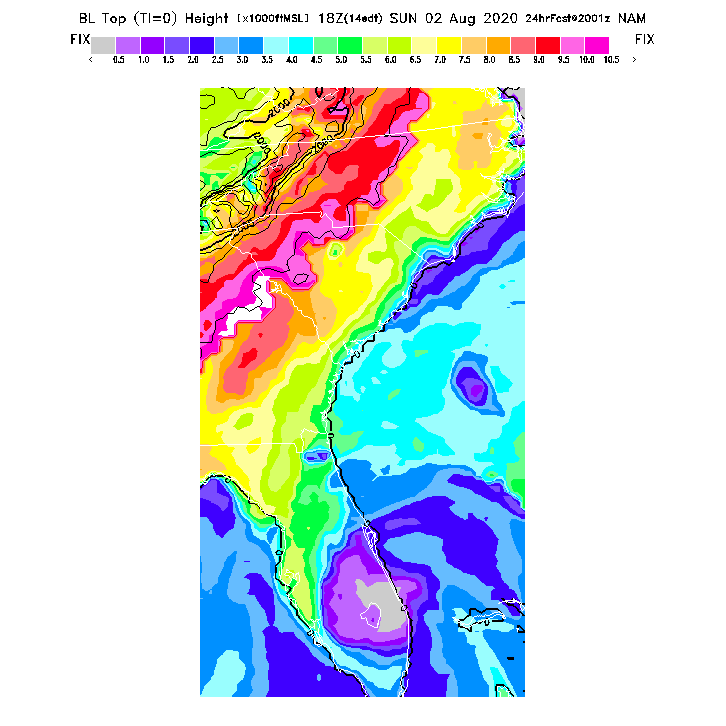 BL Top (TI=0) Height [x1000ftMSL] 18Z(14edt) SUN 02 Aug 2020 24hrFcst@2001z NAM
FIX FIX
< 0.5 1.0 1.5 2.0 2.5 3.0 3.5 4.0 4.5 5.0 5.5 6.0 6.5 7.0 7.5 8.0 8.5 9.0 9.5 10.0 10.5 >
2000
2000
2000